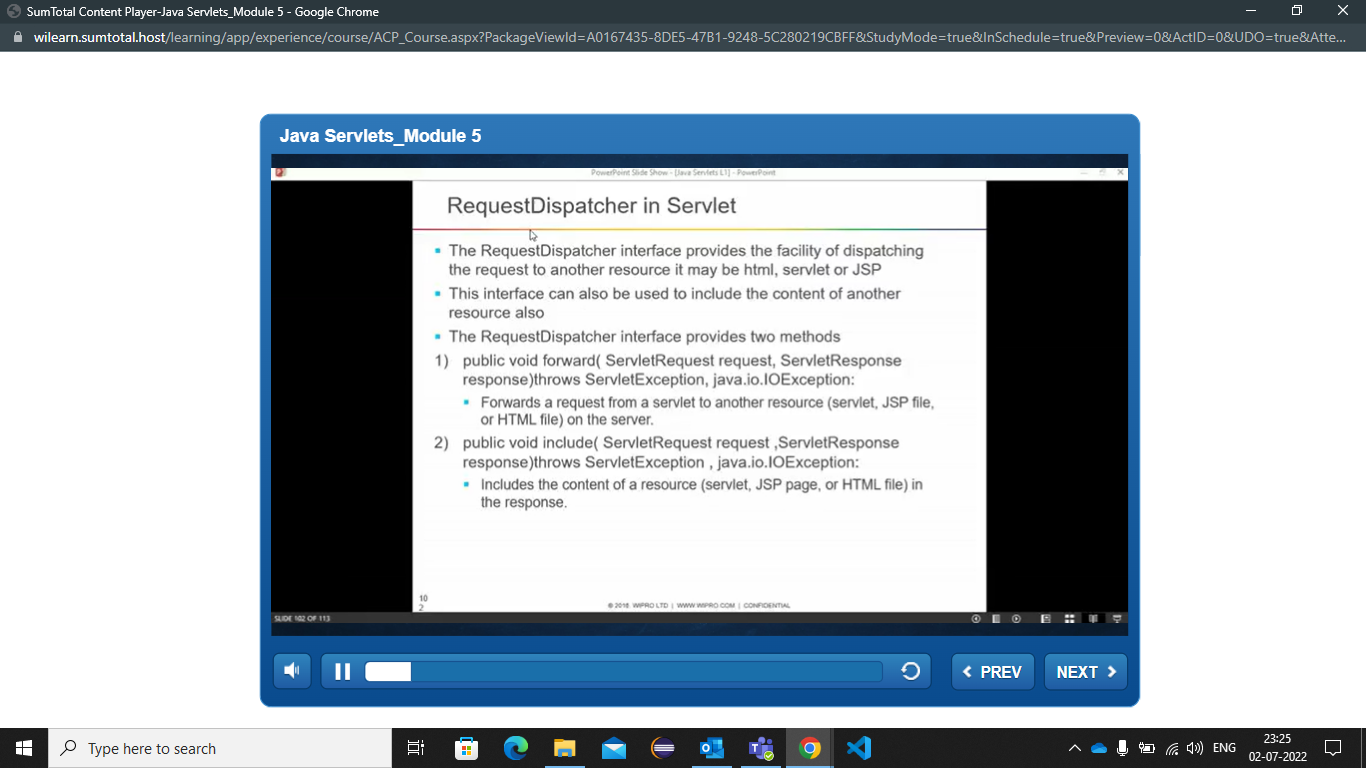 SumTotal Content Player-Java Servlets_Module 5 - Google Chrome
wilearn.sumtotal.host/learning/app/experience/course/ACP_Course.aspx?PackageViewId=A0167435-8DE5-47B1-9248-5C280219CBFF&StudyMode=true&InSchedule=true&Preview=0&ActID=0&UDO=true&Atte...
Java Servlets_Module 5
PowerPoint Slide Show - [Java Servlets L1] - PowerPoint
RequestDispatcher in Servlet
▪ The RequestDispatcher interface provides the facility of dispatching
the request to another resource it may be html, servlet or JSP
▪ This interface can also be used to include the content of another
resource also
▪ The RequestDispatcher interface provides two methods
1) public void forward( ServletRequest request, ServletResponse
response)throws ServletException, java.io.IOException:
▪ Forwards a request from a servlet to another resource (servlet, JSP file,
or HTML file) on the server.
2) public void include( ServletRequest request ,ServletResponse
response)throws ServletException , java.io.IOException:
▪ Includes the content of a resource (servlet, JSP page, or HTML file) in
the response.
10
2
© 2016 WIPRO LTD | WWW.WIPRO.COM | CONFIDENTIAL
SLIDE 102 OF 113
PREV
NEXT
Type here to search
ENG
23:25
02-07-2022